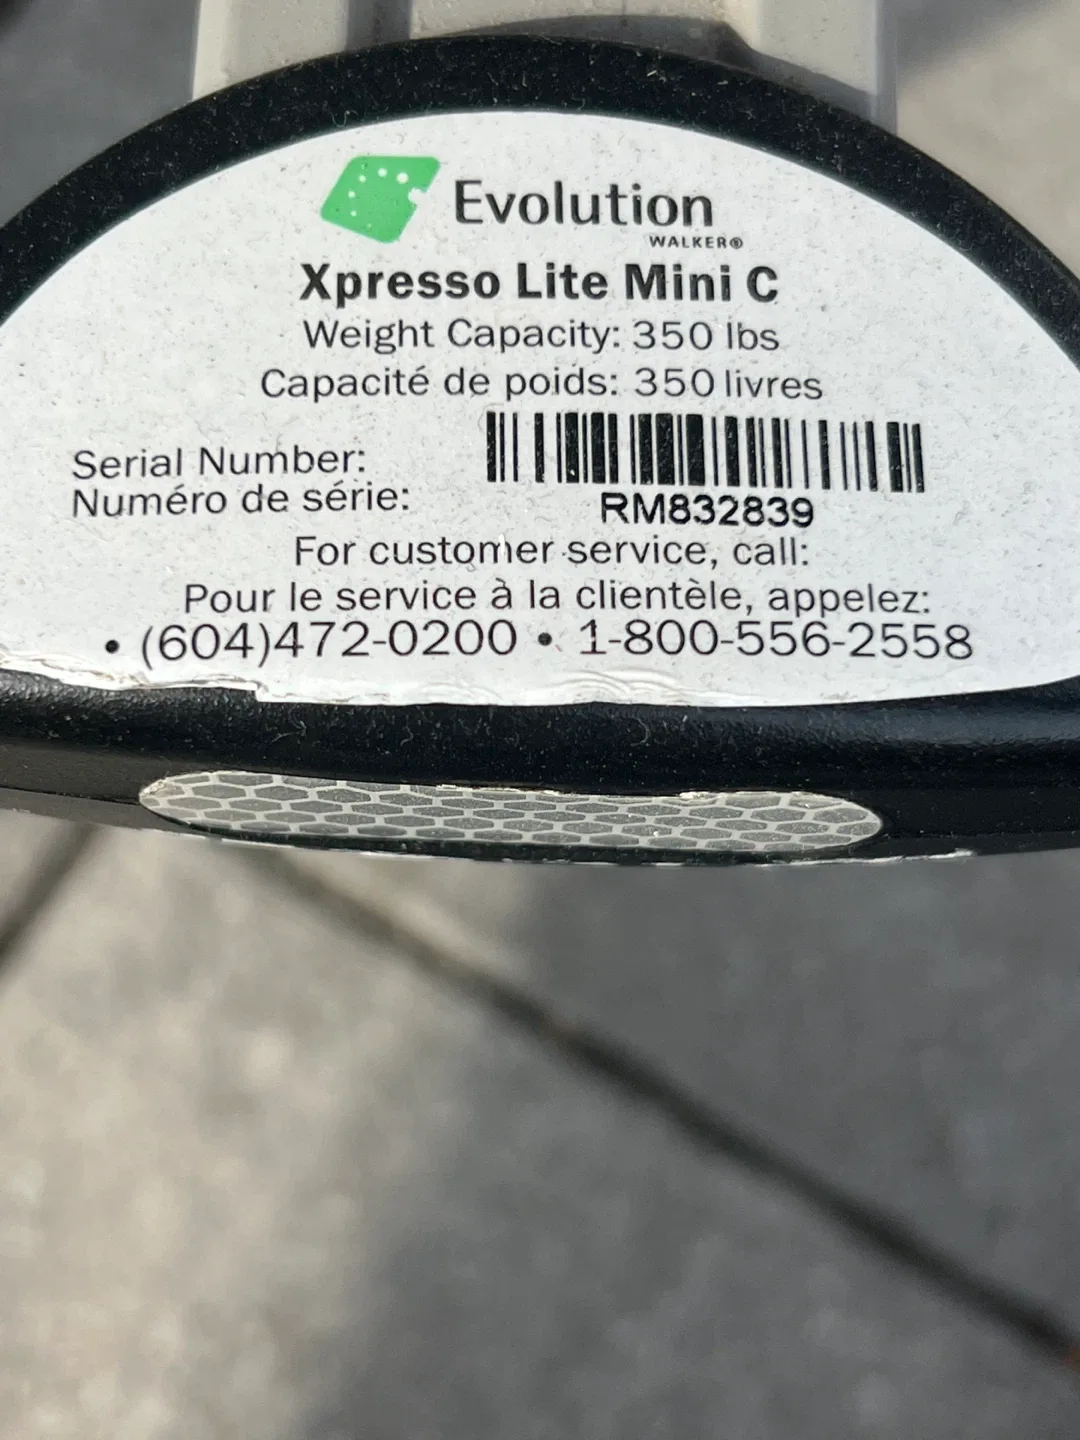 Evolution
WALKER®
Xpresso Lite Mini C
Weight Capacity: 350 lbs
Capacité de poids: 350 livres
Serial Number:
Numéro de série:
RM832839
For customer service, call:
Pour le service à la clientèle, appelez:
• (604)472-0200 • 1-800-556-2558